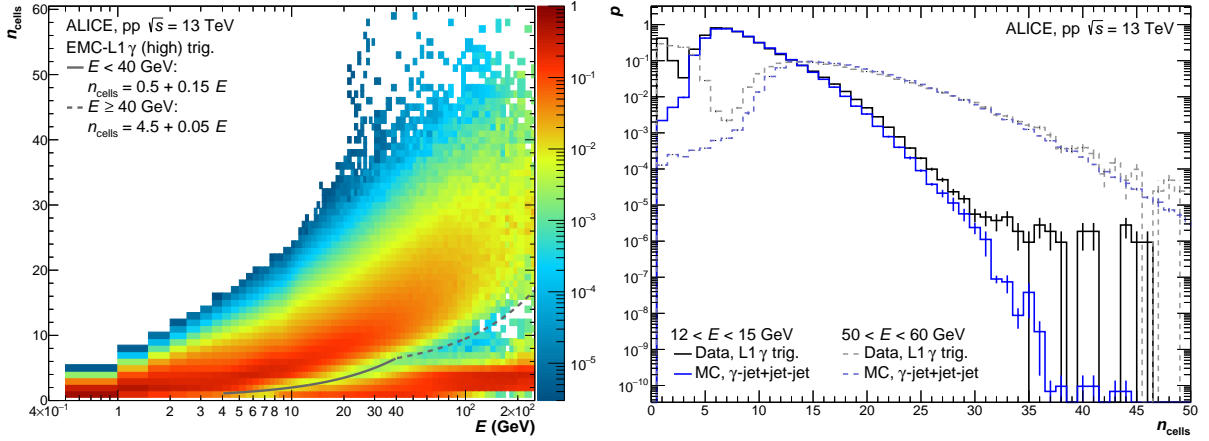 n_cells
60
50
40
30
20
10
0
ALICE, pp √s = 13 TeV
EMC-L1 γ (high) trig.
E < 40 GeV:
n_cells = 0.5 + 0.15 E
E ≥ 40 GeV:
n_cells = 4.5 + 0.05 E
4×10⁻¹ 1 2 3 4 5 6 7 8 10 20 30 40 10² 2×10²
E (GeV)
1
10⁻¹
10⁻²
10⁻³
10⁻⁴
10⁻⁵
p
1
10⁻¹
10⁻²
10⁻³
10⁻⁴
10⁻⁵
10⁻⁶
10⁻⁷
10⁻⁸
10⁻⁹
10⁻¹⁰
ALICE, pp √s = 13 TeV
12 < E < 15 GeV 50 < E < 60 GeV
Data, L1 γ trig. Data, L1 γ trig.
MC, γ-jet+jet-jet MC, γ-jet+jet-jet
0 5 10 15 20 25 30 35 40 45 50
n_cells